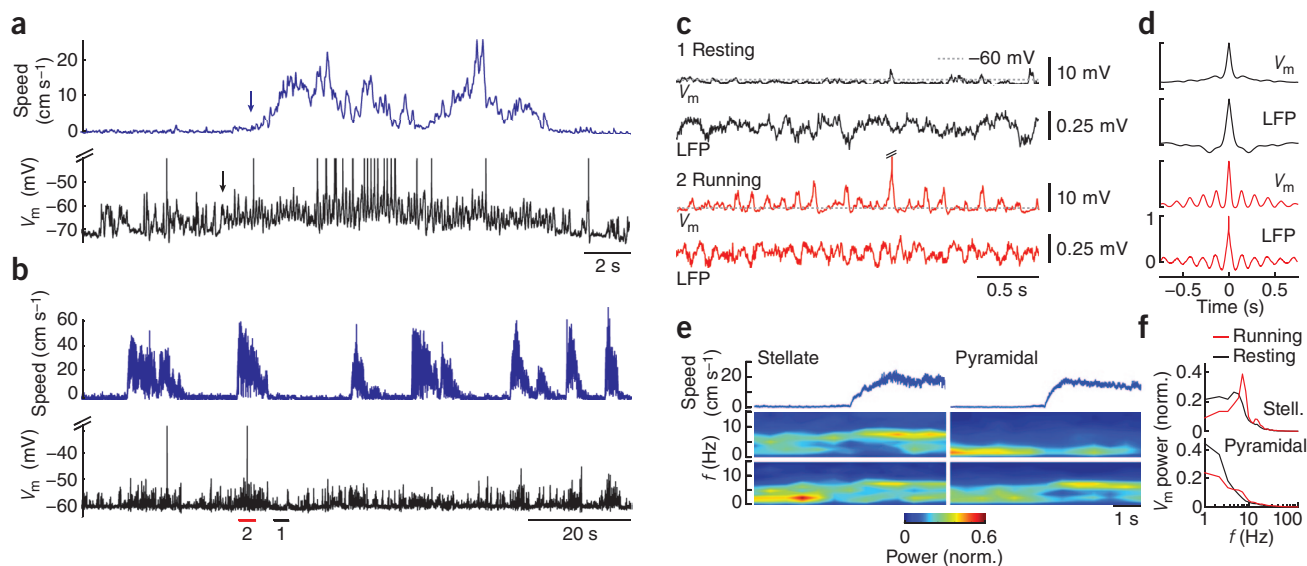 a
Speed
(cm s⁻¹)
20
10
0
Vm (mV)
−50
−60
−70
2 s
b
Speed (cm s⁻¹)
60
40
20
0
Vm (mV)
−40
−50
−60
2
1
20 s
c
1 Resting
−60 mV
Vm
10 mV
LFP
0.25 mV
2 Running
Vm
10 mV
LFP
0.25 mV
0.5 s
d
Vm
LFP
Vm
1
LFP
0
−0.5
0
0.5
Time (s)
e
Stellate
Pyramidal
Speed
(cm s⁻¹)
20
0
f (Hz)
10
0
10
0
1 s
0
0.6
Power (norm.)
f
Running
Resting
Vm power (norm.)
0.4
0.2
0
Stell.
0.4
0.2
0
Pyramidal
1
10
100
f (Hz)